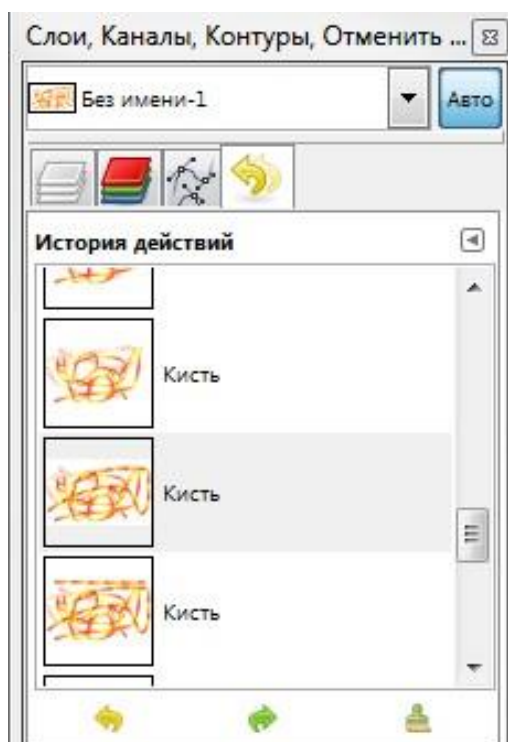 Слои, Каналы, Контуры, Отменить ...
Без имени-1
Авто
История действий
Кисть
Кисть
Кисть